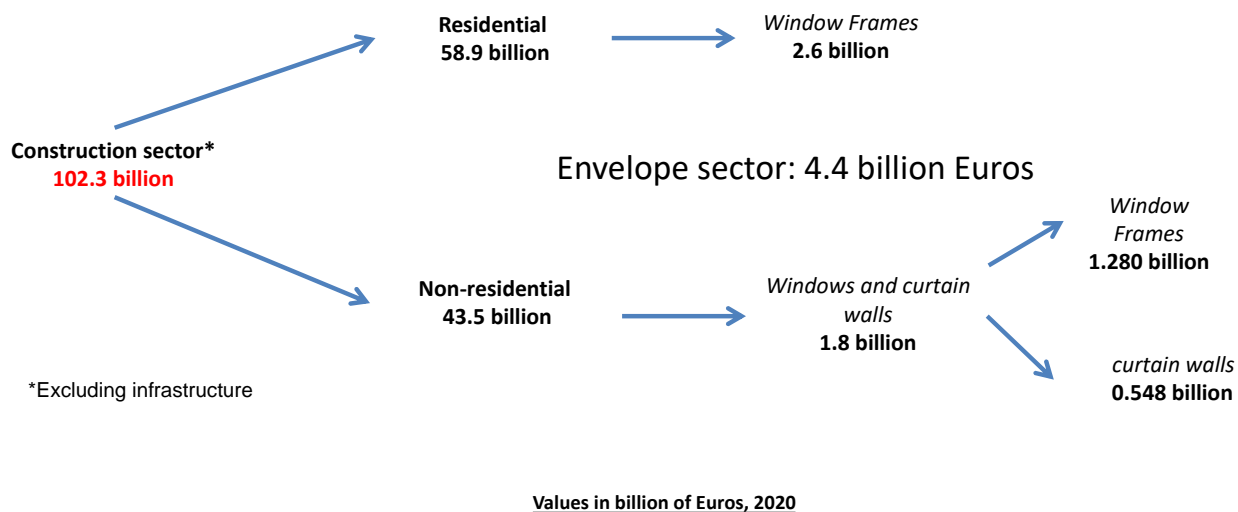 Residential
58.9 billion
Window Frames
2.6 billion
Construction sector*
102.3 billion
Envelope sector: 4.4 billion Euros
Window
Frames
1.280 billion
Non-residential
43.5 billion
Windows and curtain
walls
1.8 billion
curtain walls
0.548 billion
*Excluding infrastructure
Values in billion of Euros, 2020